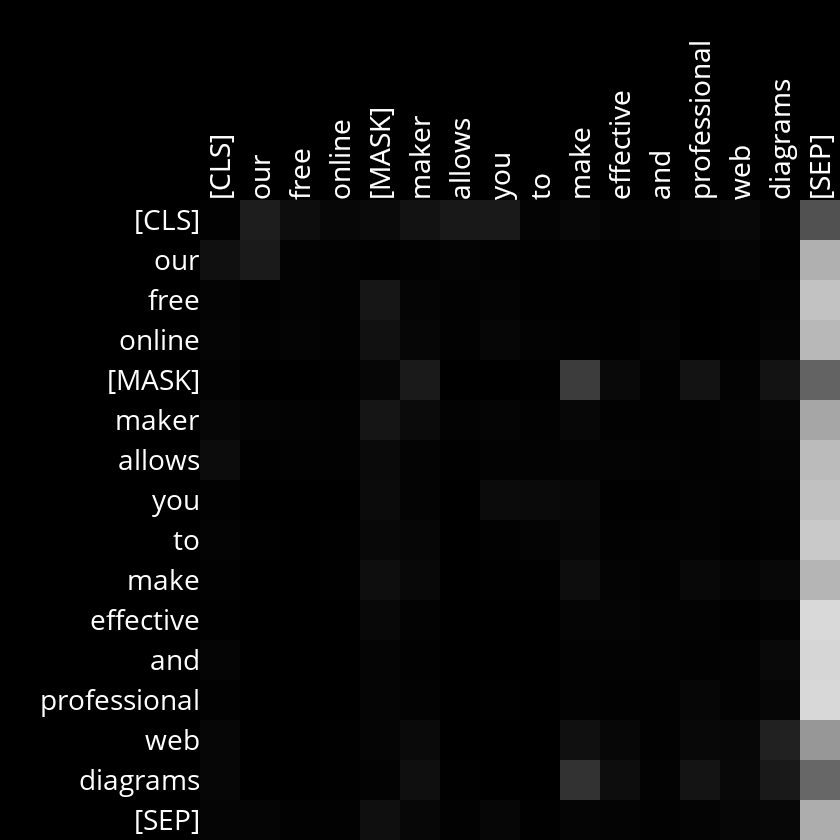 [CLS] our free online [MASK] maker allows you to make effective and professional web diagrams [SEP]
[CLS]
our
free
online
[MASK]
maker
allows
you
to
make
effective
and
professional
web
diagrams
[SEP]